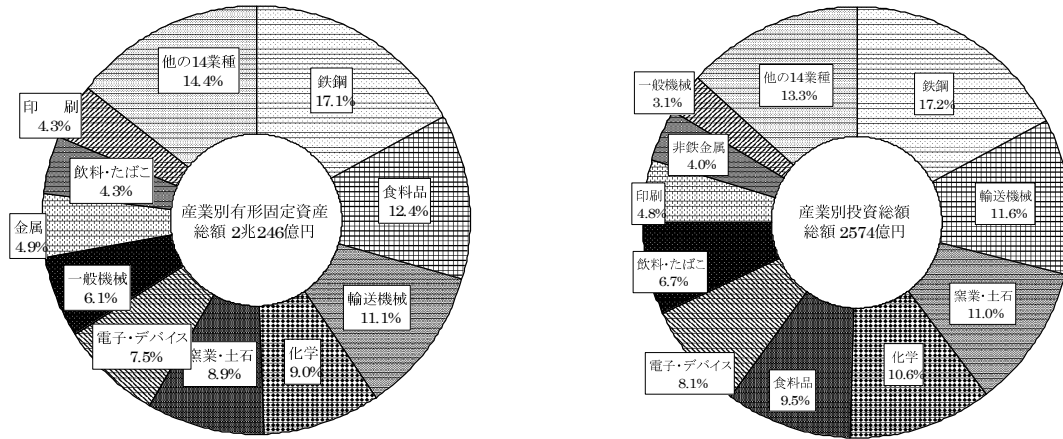 産業別有形固定資産
総額 2兆246億円
鉄鋼
17.1%
食料品
12.4%
輸送機械
11.1%
化学
9.0%
窯業・土石
8.9%
電子・デバイス
7.5%
一般機械
6.1%
金属
4.9%
飲料・たばこ
4.3%
印　刷
4.3%
他の14業種
14.4%
産業別投資総額
総額 2574億円
鉄鋼
17.2%
輸送機械
11.6%
窯業・土石
11.0%
化学
10.6%
食料品
9.5%
電子・デバイス
8.1%
飲料・たばこ
6.7%
印刷
4.8%
非鉄金属
4.0%
一般機械
3.1%
他の14業種
13.3%